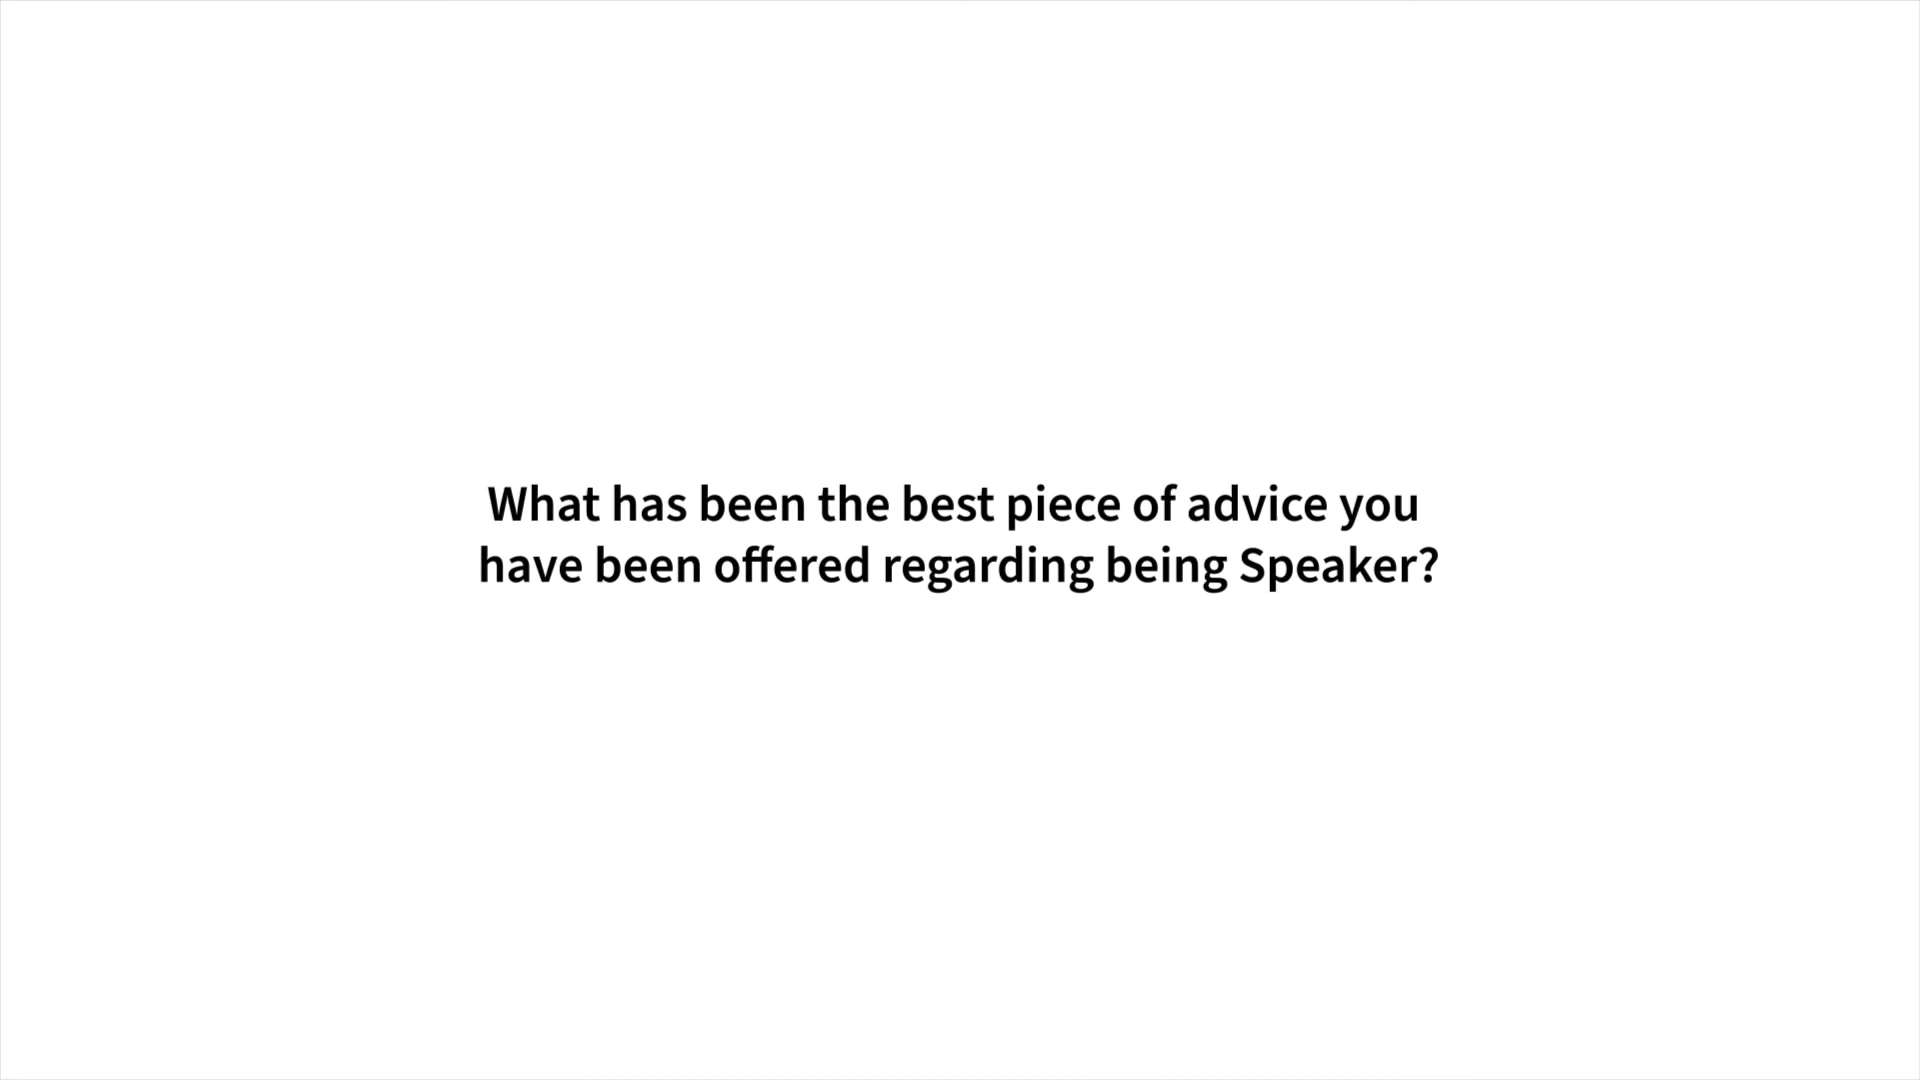 What has been the best piece of advice you
have been offered regarding being Speaker?